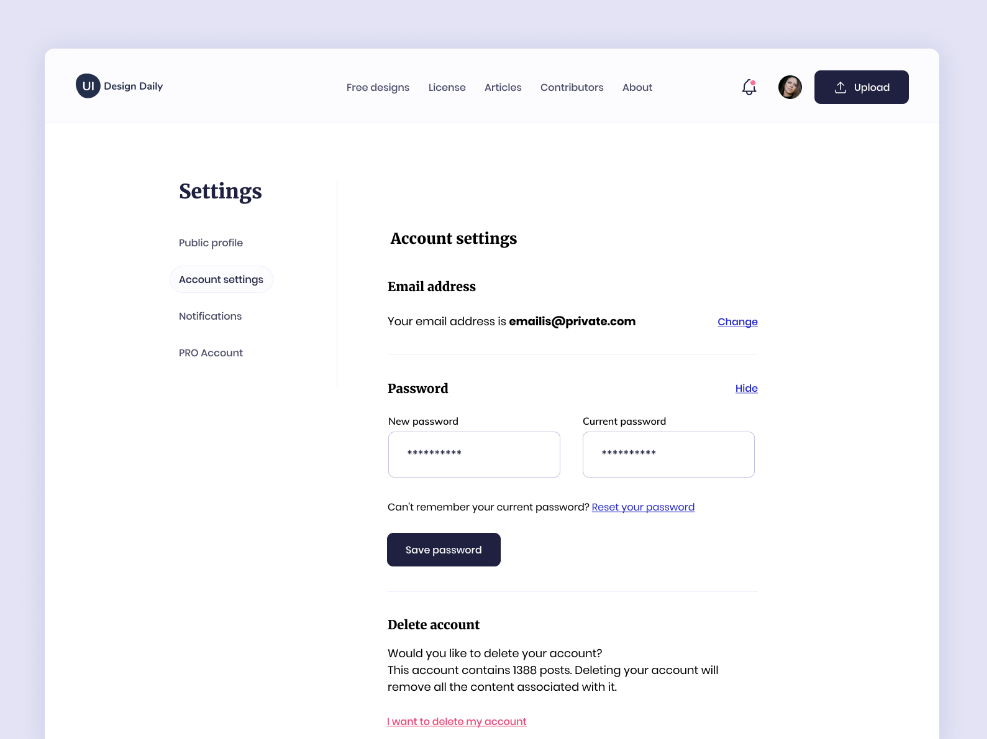 UI Design Daily
Free designs License Articles Contributors About
Upload
Settings
Public profile
Account settings
Notifications
PRO Account
Account settings
Email address
Your email address is emailis@private.com Change
Password Hide
New password Current password
********** **********
Can't remember your current password? Reset your password
Save password
Delete account
Would you like to delete your account?
This account contains 1388 posts. Deleting your account will
remove all the content associated with it.
I want to delete my account